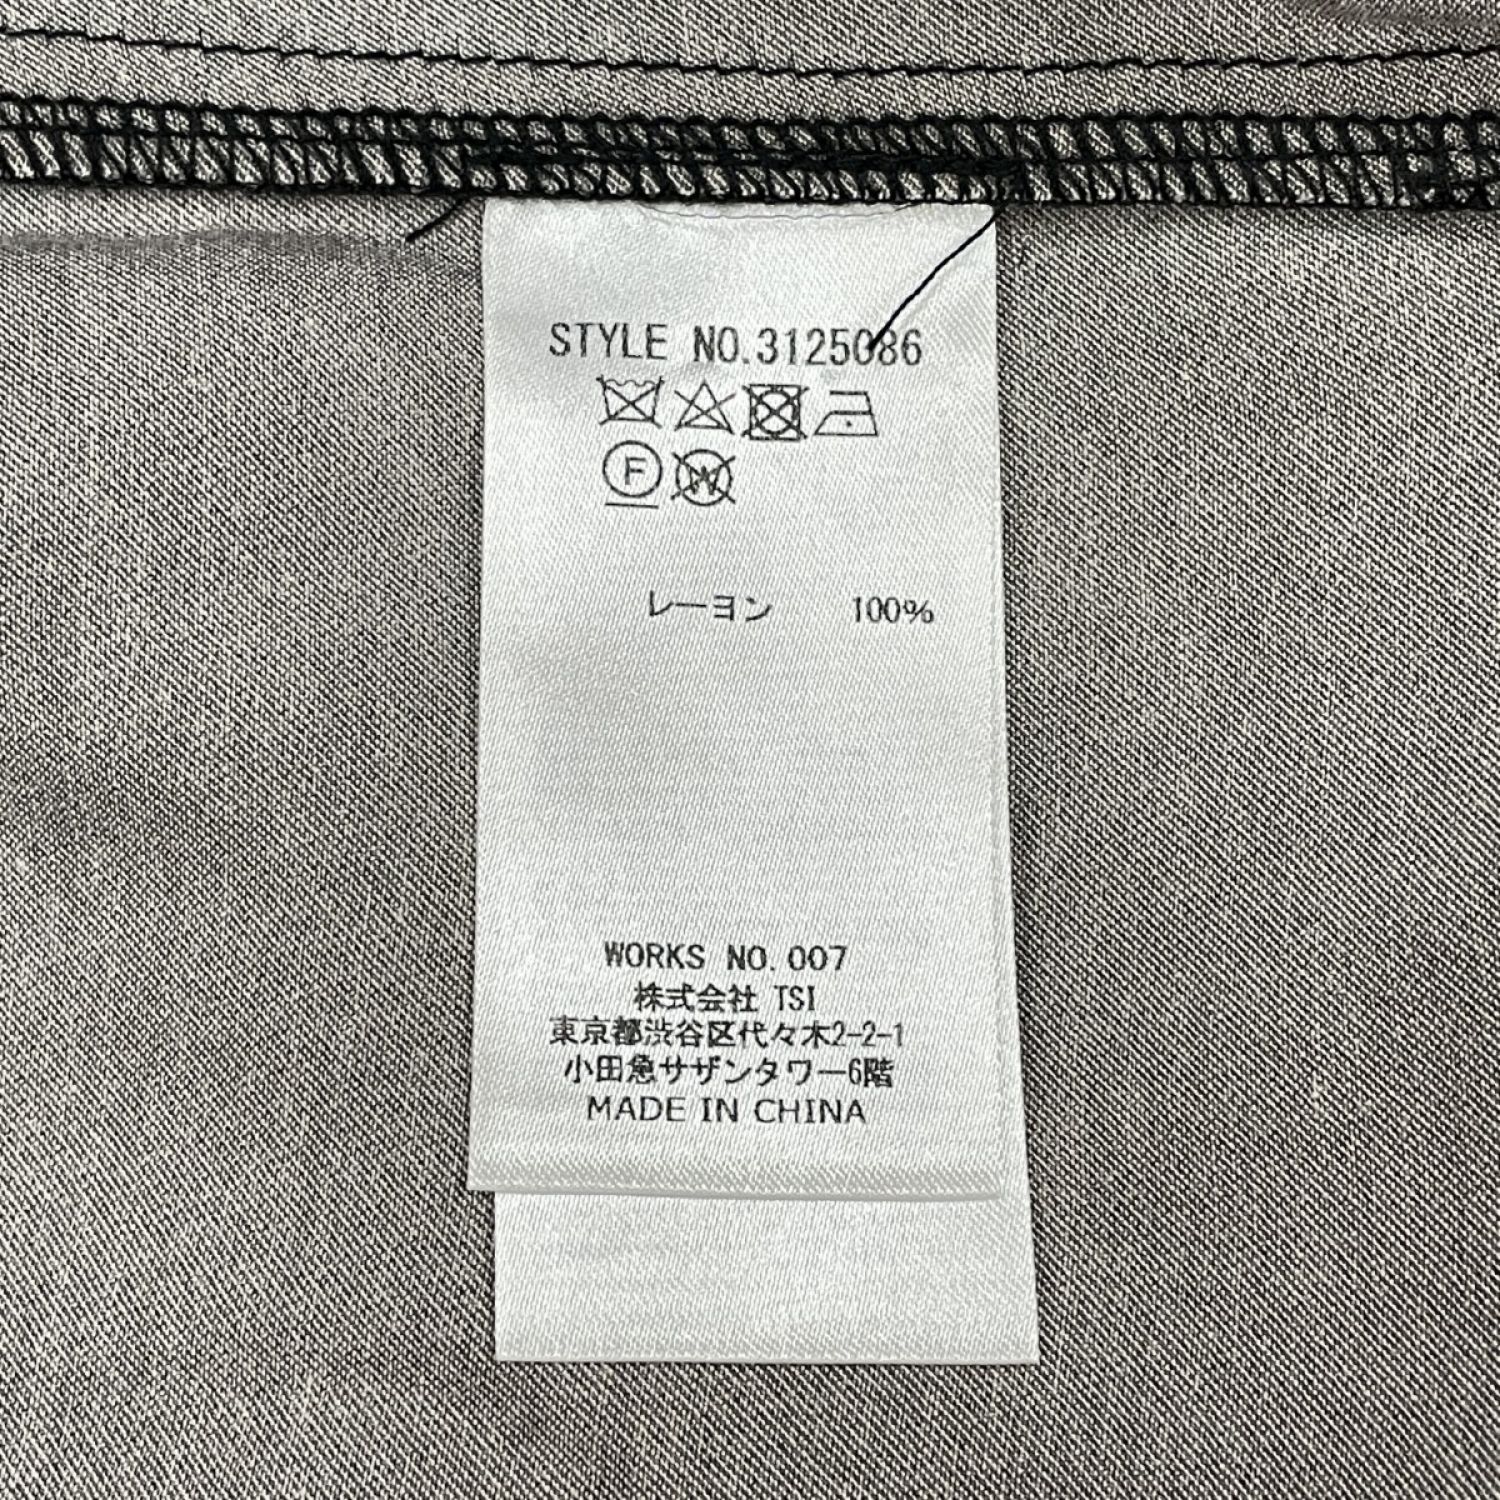 STYLE NO.3125086
F W
レーヨン 100%
WORKS NO.007
株式会社 TSI
東京都渋谷区代々木2-2-1
小田急サザンタワー6階
MADE IN CHINA